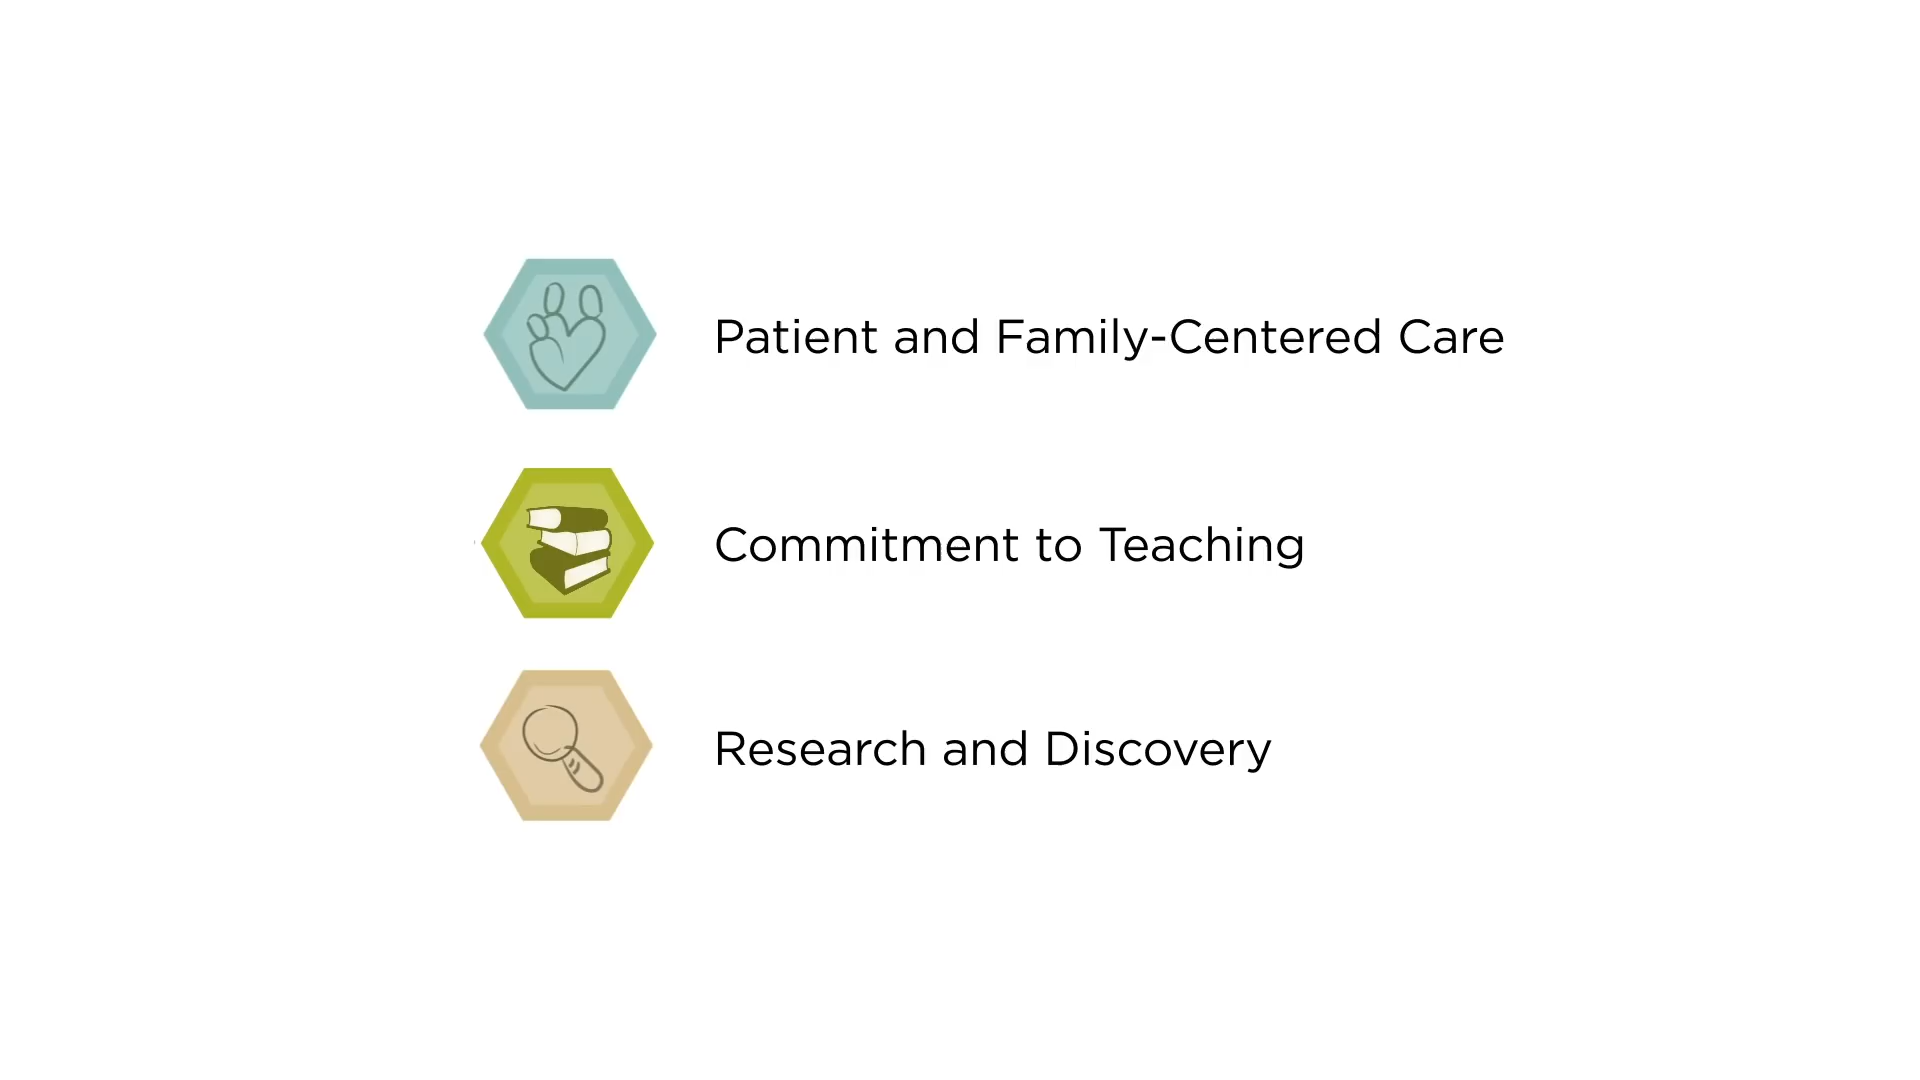 Patient and Family-Centered Care
Commitment to Teaching
Research and Discovery